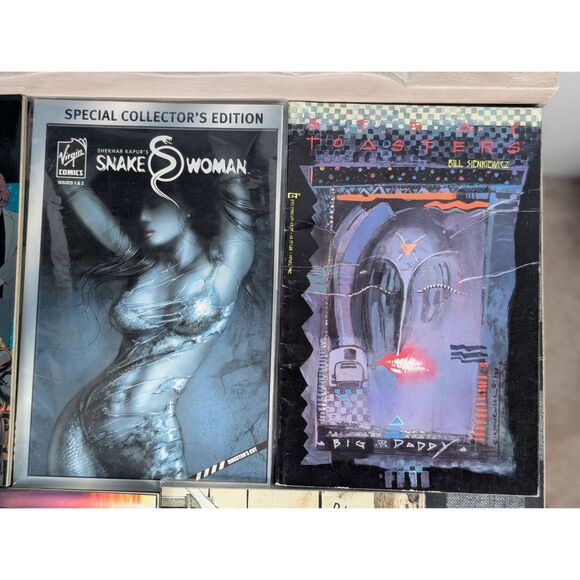 SPECIAL COLLECTOR'S EDITION
Virgin
COMICS
ISSUES 1 & 2
SHEKHAR KAPUR'S
SNAKE WOMAN
DIRECTOR'S CUT
STRAY
TOASTERS
BILL SIENKIEWICZ
BIG DADDY